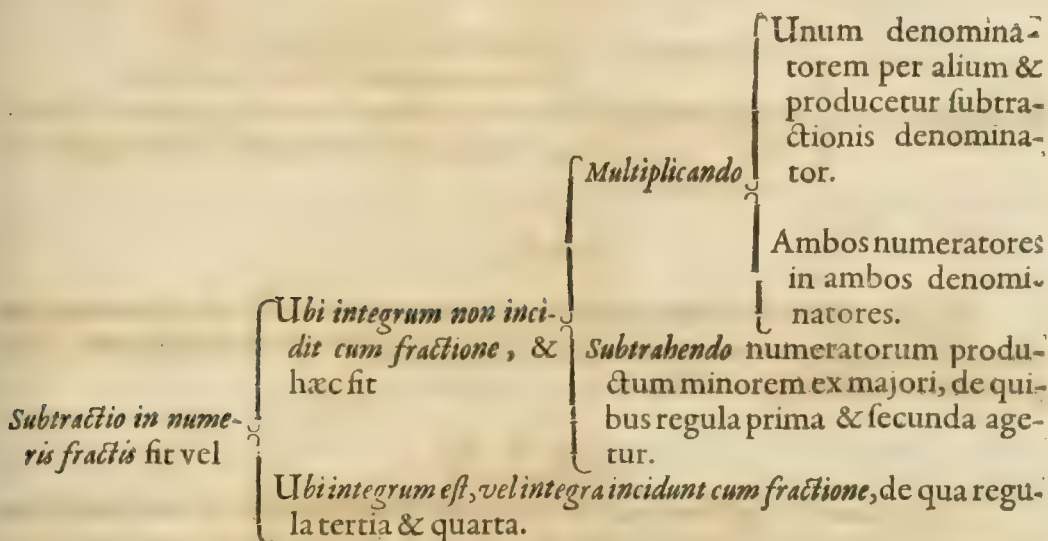 Subtractio in nume-
ris fractis fit vel
Ubi integrum non inci-
dit cum fractione, &
hæc fit
Multiplicando
Unum denomina-
torem per alium &
producetur ſubtra-
ctionis denomina-
tor.
Ambos numeratores
in ambos denomi-
natores.
Subtrahendo numeratorum produ-
ctum minorem ex majori, de qui-
bus regula prima & ſecunda age-
tur.
Ubi integrum eſt, vel integra incidunt cum fractione, de qua regu-
la tertia & quarta.